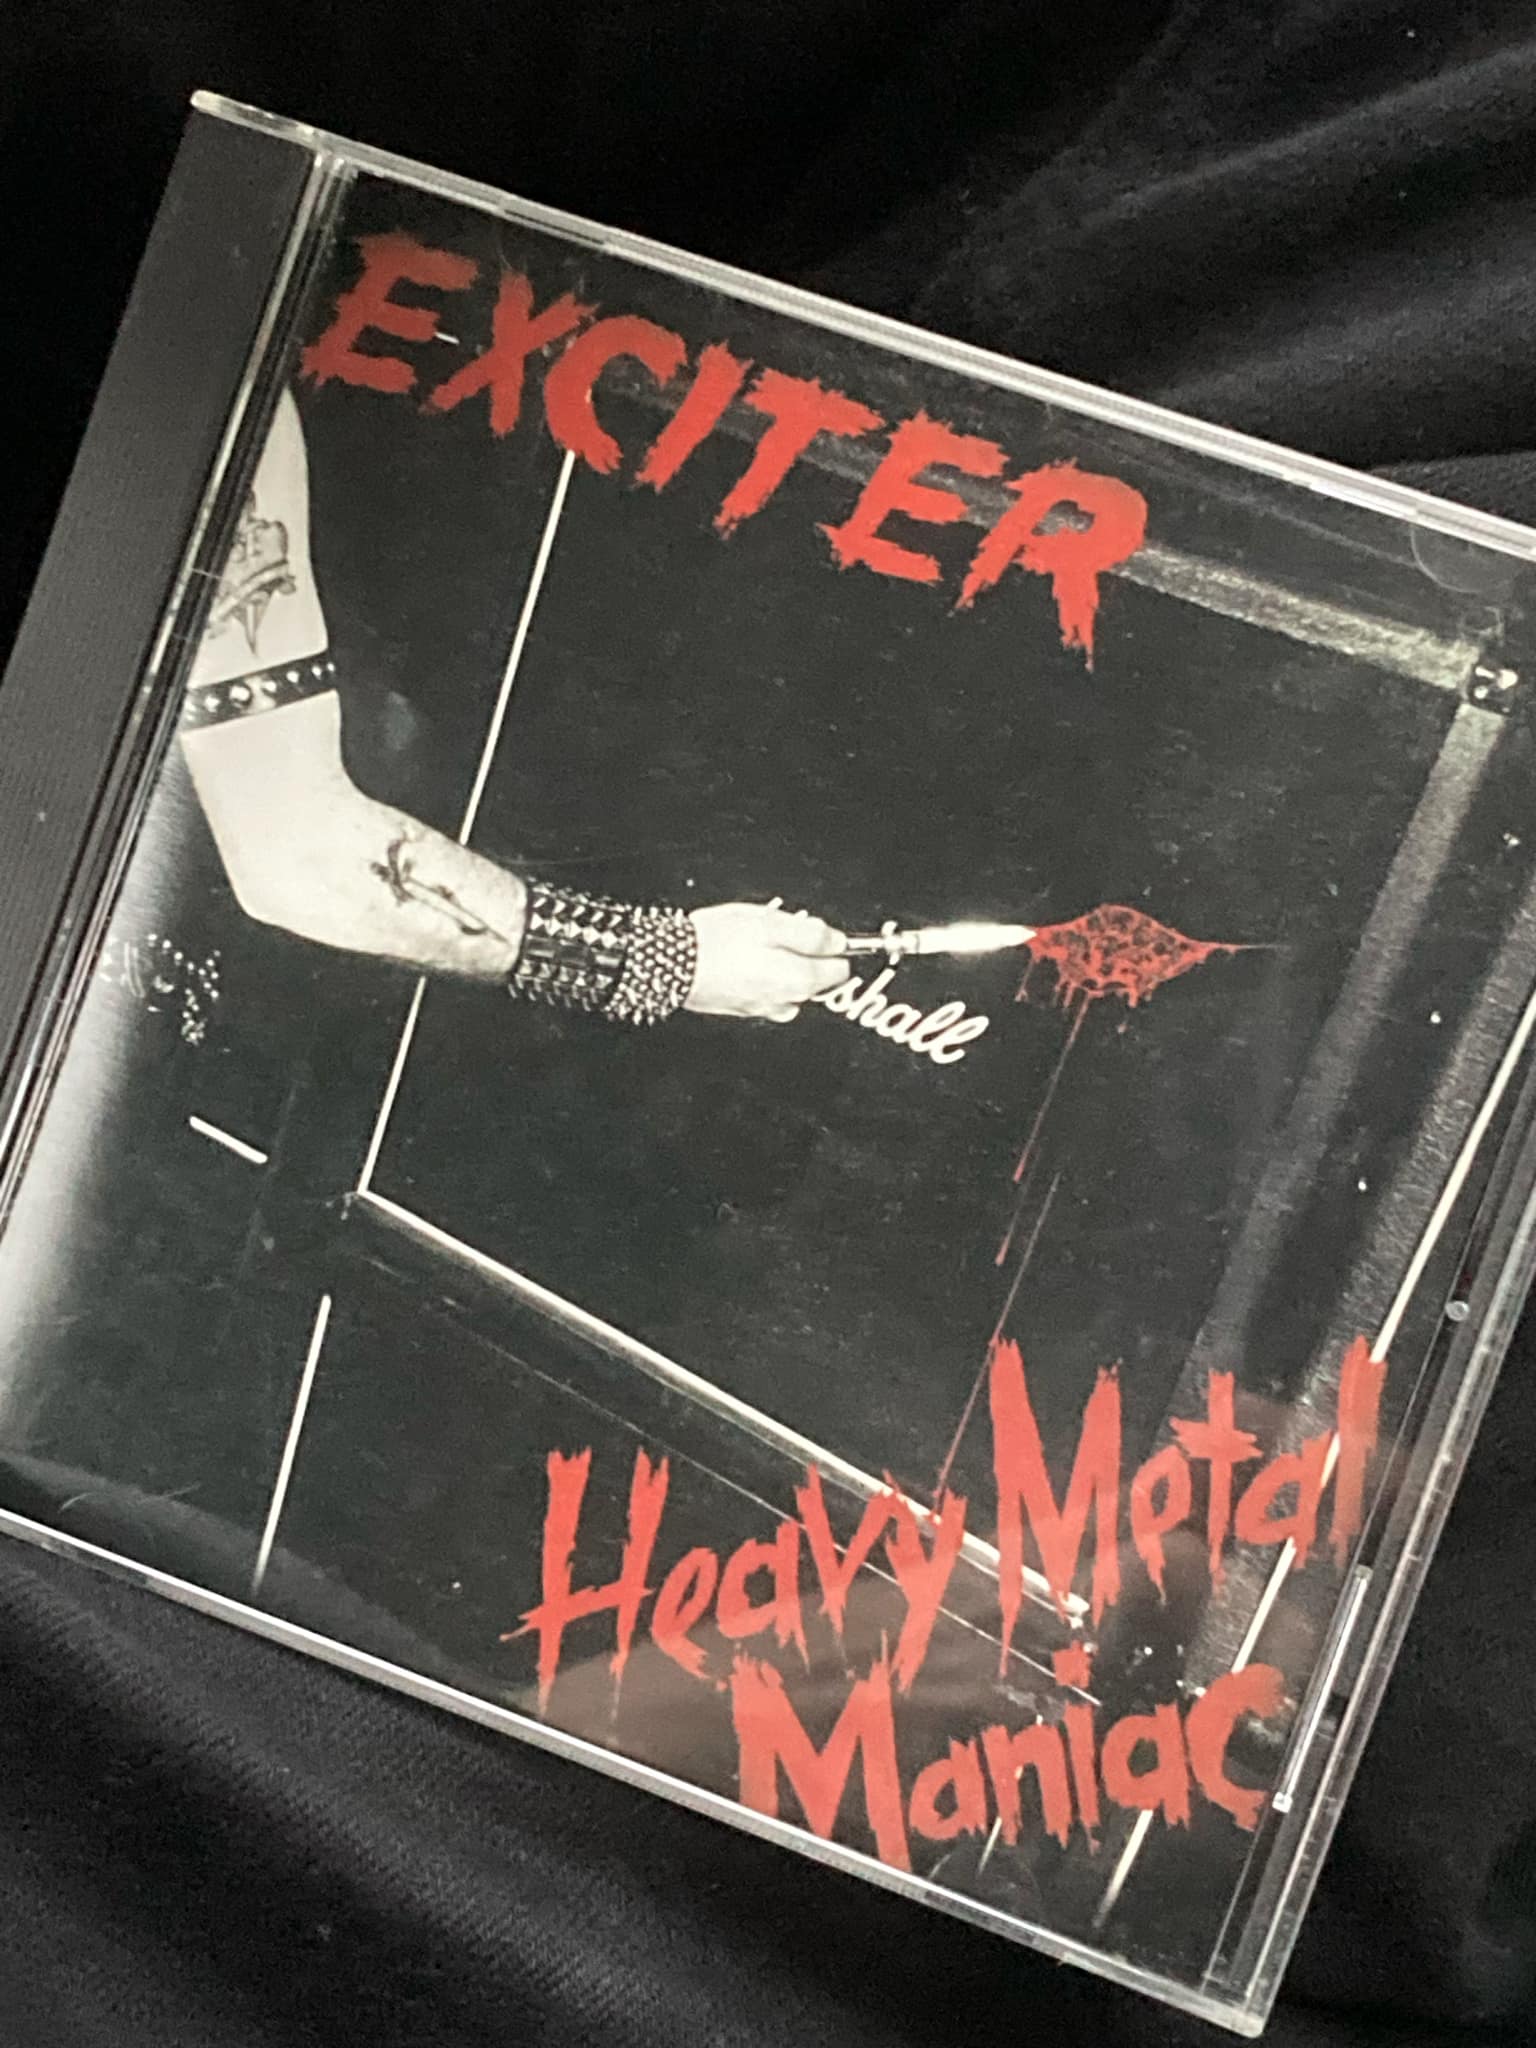 EXCITER
shall
Heavy Metal
Maniac